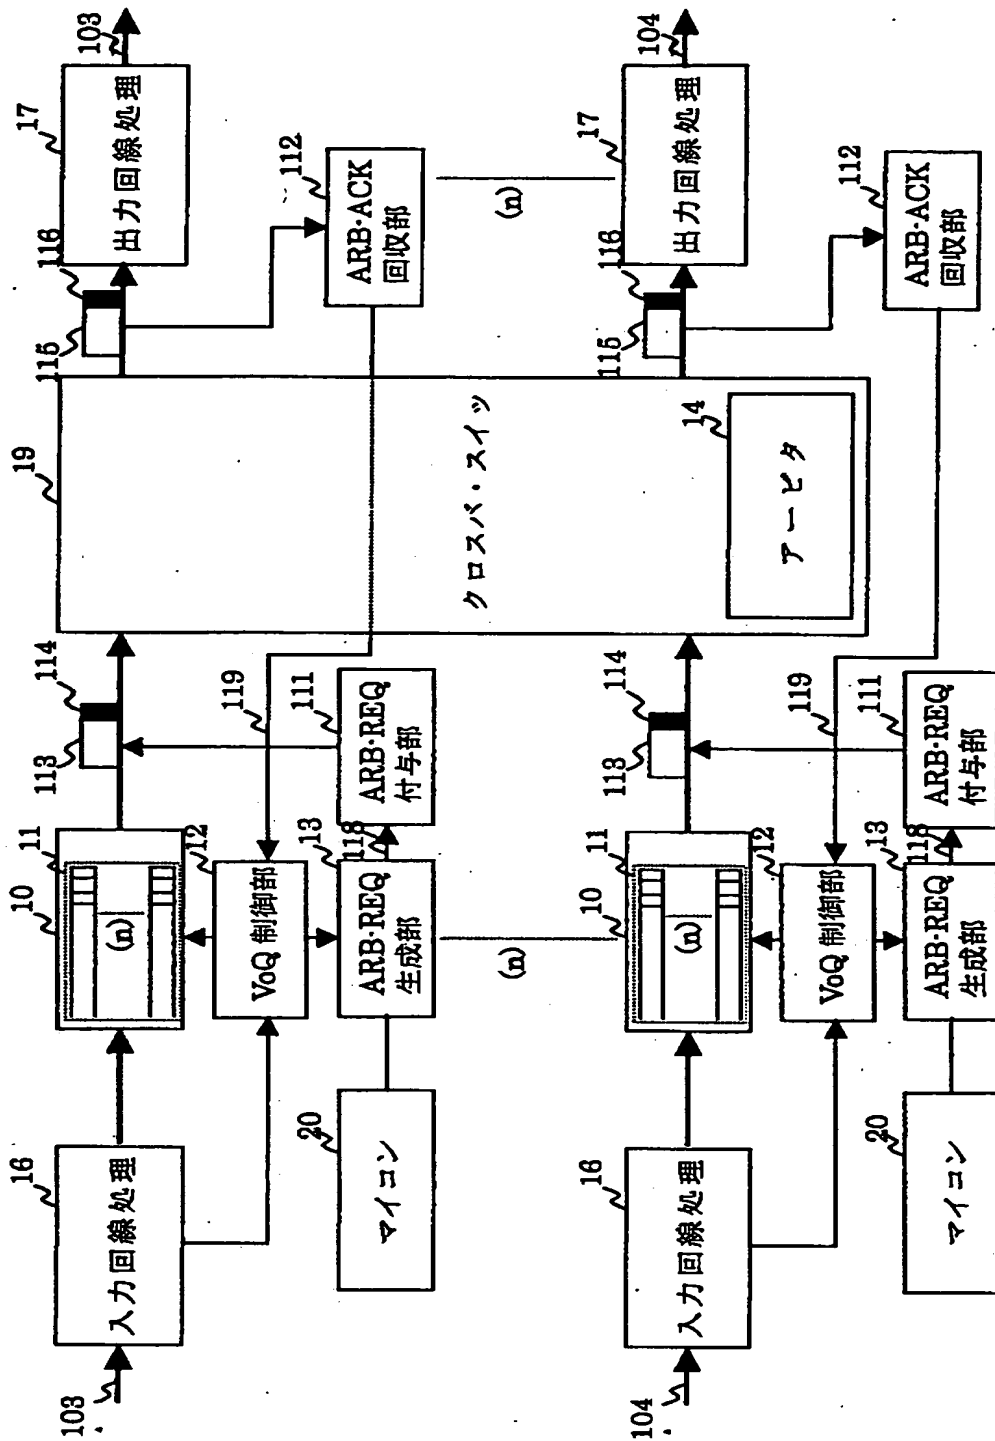 103
16
入力回線処理
10
11
(n)
113
114
19
115
116
17
出力回線処理
103
12
VoQ 制御部
119
20
マイコン
13
ARB・REQ
生成部
118
111
ARB・REQ
付与部
112
ARB・ACK
回収部
クロスバ・スイッ
(n)
(n)
104
16
入力回線処理
10
11
(n)
113
114
115
116
17
出力回線処理
104
14
アービタ
12
VoQ 制御部
119
20
マイコン
13
ARB・REQ
生成部
118
111
ARB・REQ
付与部
112
ARB・ACK
回収部